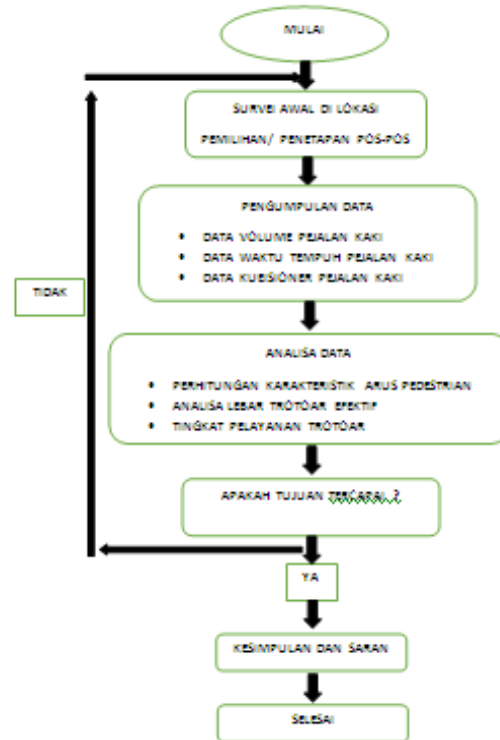 MULAI
SURVEI AWAL DI LOKASI
PEMILIHAN/ PENETAPAN POS-POS
PENGUMPULAN DATA
• DATA VOLUME PEJALAN KAKI
• DATA WAKTU TEMPUH PEJALAN KAKI
• DATA KUEISIONER PEJALAN KAKI
TIDAK
ANALISA DATA
• PERHITUNGAN KARAKTERISTIK ARUS PEDESTRIAN
• ANALISA LEBAR TROTOAR EFEKTIF
• TINGKAT PELAYANAN TROTOAR
APAKAH TUJUAN TERCAPAI ?
YA
KESIMPULAN DAN SARAN
SELESAI